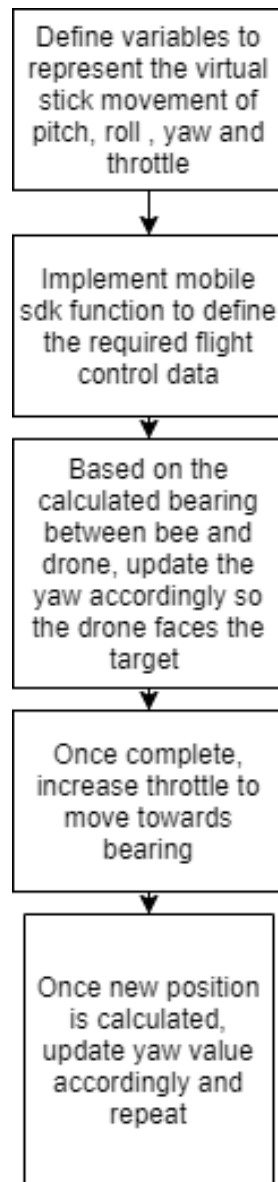 Define variables to
represent the virtual
stick movement of
pitch, roll , yaw and
throttle
Implement mobile
sdk function to define
the required flight
control data
Based on the
calculated bearing
between bee and
drone, update the
yaw accordingly so
the drone faces the
target
Once complete,
increase throttle to
move towards
bearing
Once new position
is calculated,
update yaw value
accordingly and
repeat